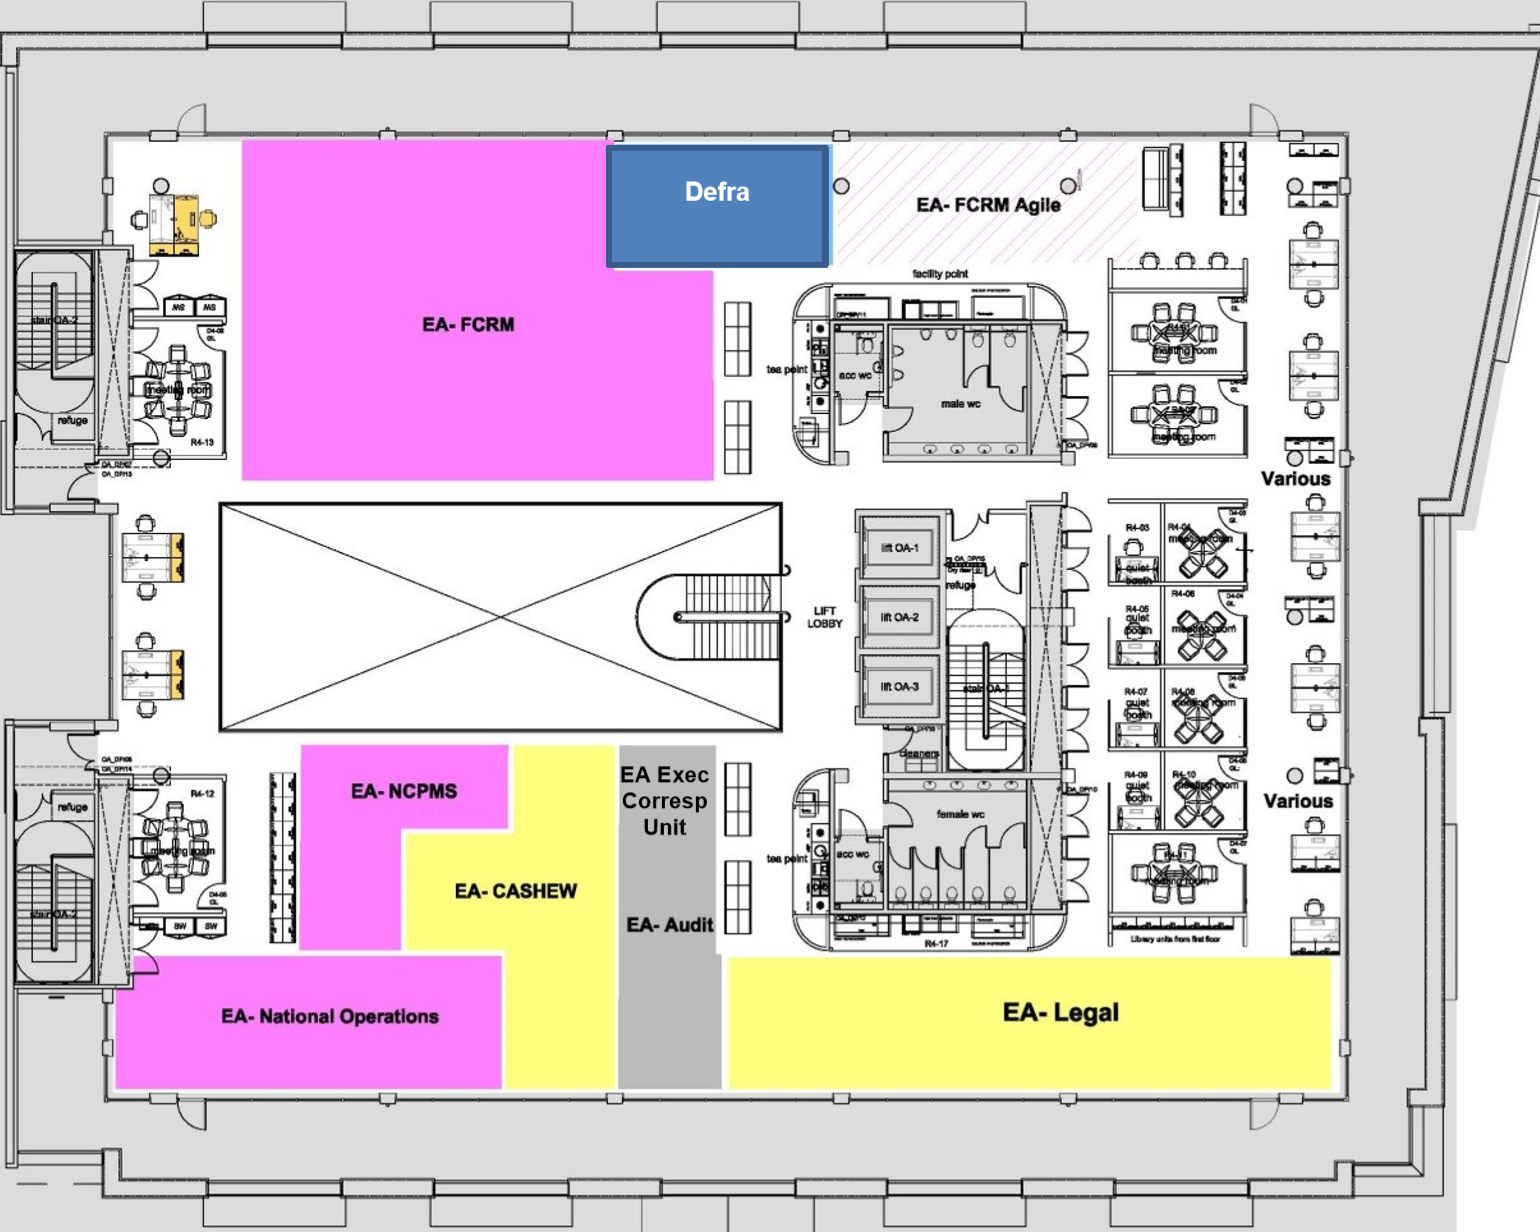 Defra
EA- FCRM Agile
facility point
EA- FCRM
stair OA-2
SW
SW
meeting room
refuge
R4-13
tea point
acc wc
male wc
R4-01
meeting room
meeting room
Various
lift OA-1
lift OA-2
lift OA-3
LIFT
LOBBY
refuge
stair OA-1
cleaners
R4-03
quiet
booth
R4-04
meeting room
R4-05
quiet
booth
R4-06
meeting room
R4-07
quiet
booth
R4-08
meeting room
R4-09
quiet
booth
R4-10
meeting room
Various
R4-11
meeting room
Library units from first floor
refuge
R4-12
meeting room
stair OA-2
SW
SW
EA- NCPMS
EA Exec
Corresp
Unit
EA- CASHEW
EA- Audit
tea point
acc wc
female wc
R4-17
EA- National Operations
EA- Legal